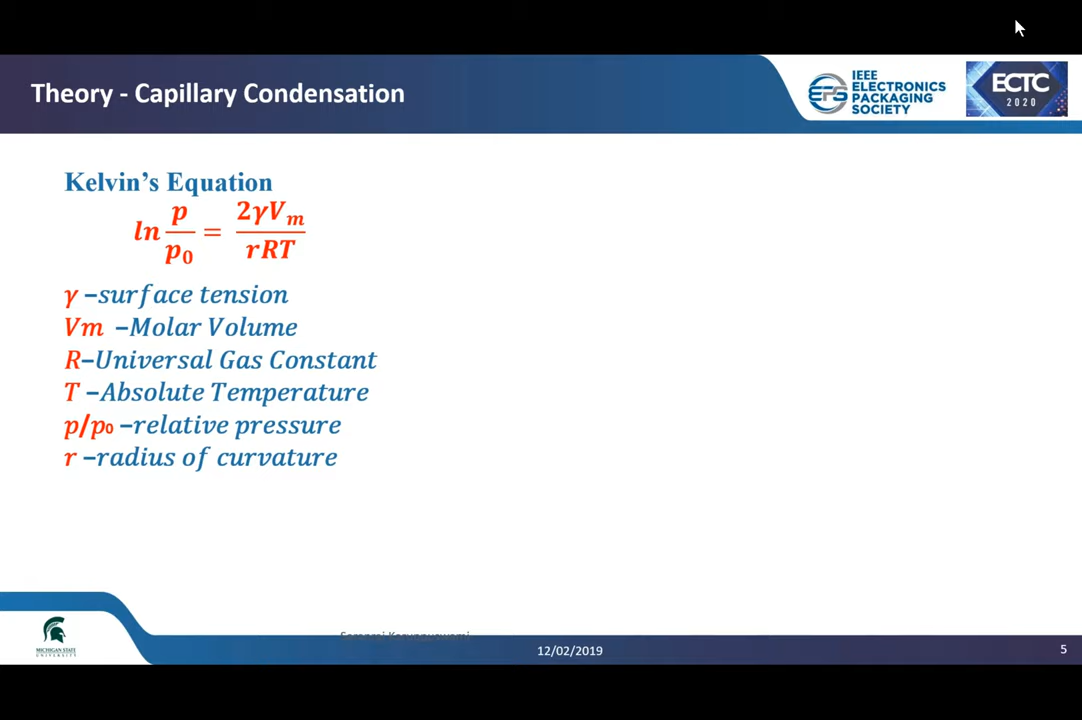 Theory - Capillary Condensation
IEEE
ELECTRONICS
PACKAGING
SOCIETY
EPS
ECTC
2020
Kelvin's Equation
ln p/p₀ = 2γVₘ/rRT
γ –surface tension
Vm –Molar Volume
R–Universal Gas Constant
T –Absolute Temperature
p/p₀ –relative pressure
r –radius of curvature
MICHIGAN STATE
UNIVERSITY
12/02/2019
5